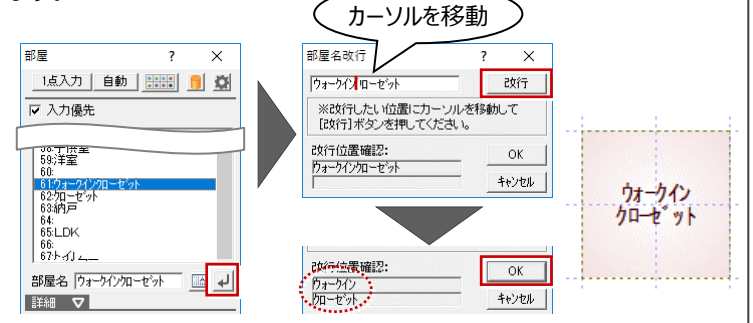 カーソルを移動
部屋 ? ×
1点入力 自動
入力優先
59:洋室
60:
61:ウォークインクローゼット
62:クローゼット
63:納戸
64:
65:LDK
66:
部屋名 ウォークインクローゼット
詳細 ▽
部屋名改行 ? ×
ウォークインクローゼット 改行
※改行したい位置にカーソルを移動して
[改行]ボタンを押してください。
改行位置確認:
ウォークインクローゼット
OK
キャンセル
改行位置確認:
ウォークイン
クローゼット
OK
キャンセル
ウォークイン
クローゼット